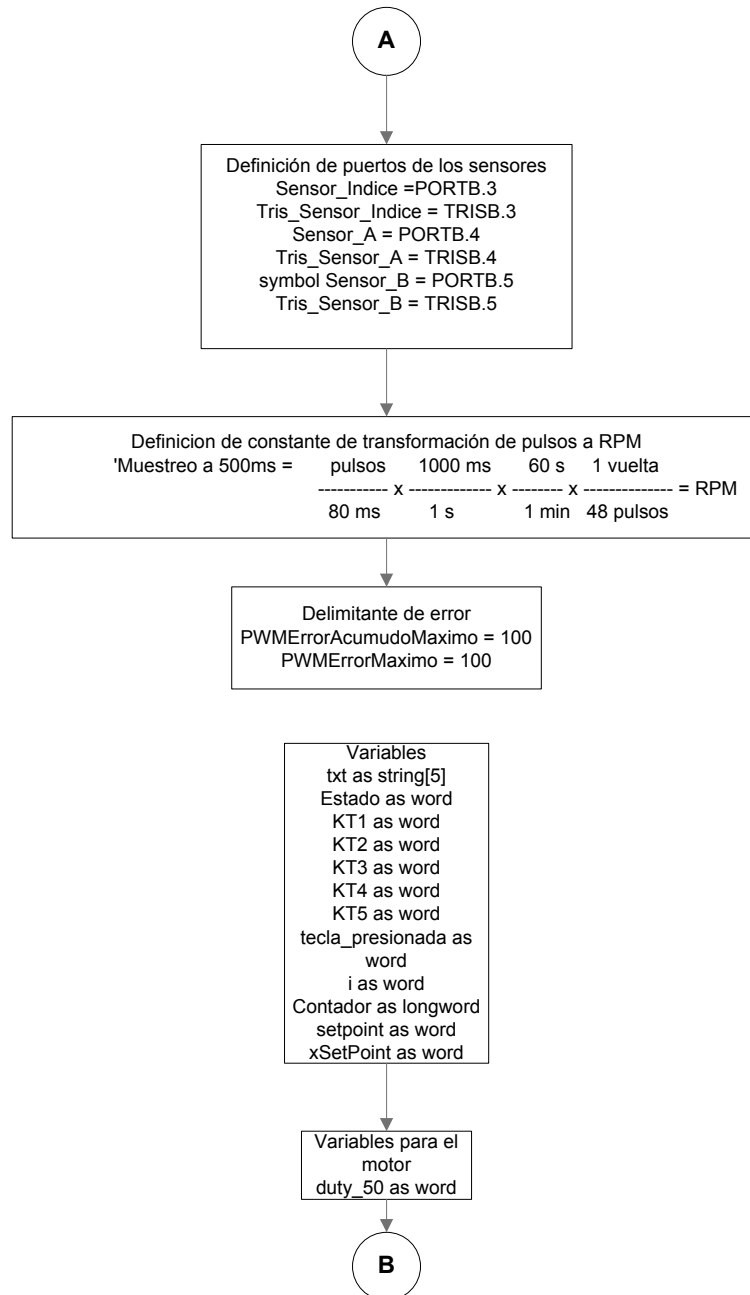 A
Definición de puertos de los sensores
Sensor_Indice =PORTB.3
Tris_Sensor_Indice = TRISB.3
Sensor_A = PORTB.4
Tris_Sensor_A = TRISB.4
symbol Sensor_B = PORTB.5
Tris_Sensor_B = TRISB.5
Definicion de constante de transformación de pulsos a RPM
'Muestreo a 500ms = pulsos 1000 ms 60 s 1 vuelta
----------- x ------------- x -------- x -------------- = RPM
80 ms 1 s 1 min 48 pulsos
Delimitante de error
PWMErrorAcumudoMaximo = 100
PWMErrorMaximo = 100
Variables
txt as string[5]
Estado as word
KT1 as word
KT2 as word
KT3 as word
KT4 as word
KT5 as word
tecla_presionada as
word
i as word
Contador as longword
setpoint as word
xSetPoint as word
Variables para el
motor
duty_50 as word
B